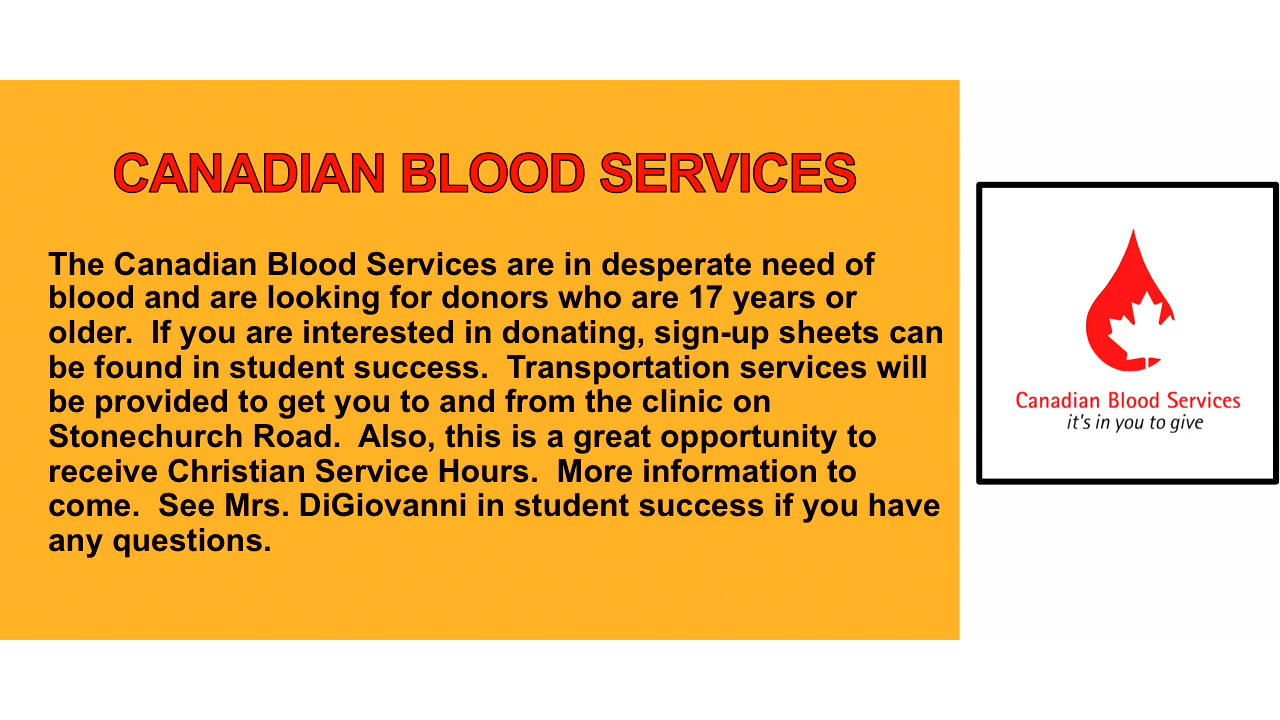 CANADIAN BLOOD SERVICES
The Canadian Blood Services are in desperate need of
blood and are looking for donors who are 17 years or
older.  If you are interested in donating, sign-up sheets can
be found in student success.  Transportation services will
be provided to get you to and from the clinic on
Stonechurch Road.  Also, this is a great opportunity to
receive Christian Service Hours.  More information to
come.  See Mrs. DiGiovanni in student success if you have
any questions.
Canadian Blood Services
it's in you to give